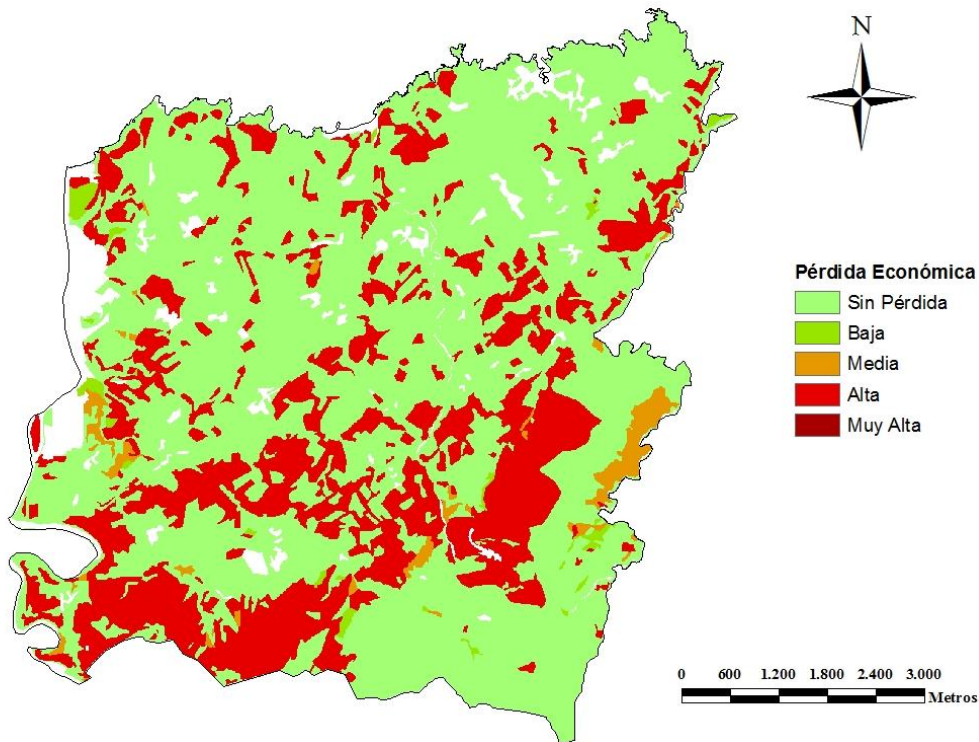 N
Pérdida Económica
Sin Pérdida
Baja
Media
Alta
Muy Alta
0 600 1.200 1.800 2.400 3.000
Metros